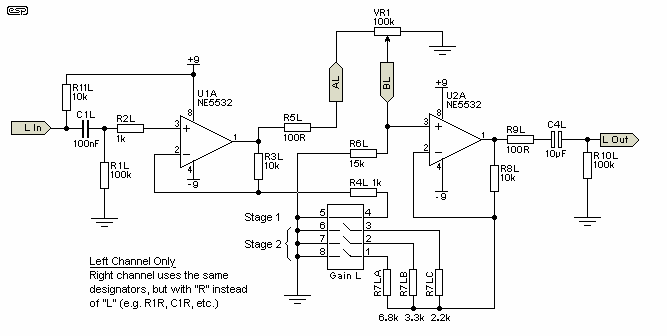 ESP
VR1
100k
+9
R11L
10k
U1A
NE5532
AL
BL
+9
U2A
NE5532
L In
C1L
100nF
R2L
1k
3
2
8
1
4
-9
R5L
100R
R3L
10k
R1L
100k
R6L
15k
3
2
8
1
4
-9
R9L
100R
C4L
10µF
L Out
R8L
10k
R10L
100k
R4L 1k
Stage 1
Stage 2
5
6
7
8
4
3
2
1
Gain L
R7LA
R7LB
R7LC
6.8k
3.3k
2.2k
Left Channel Only
Right channel uses the same
designators, but with "R" instead
of "L" (e.g. R1R, C1R, etc.)